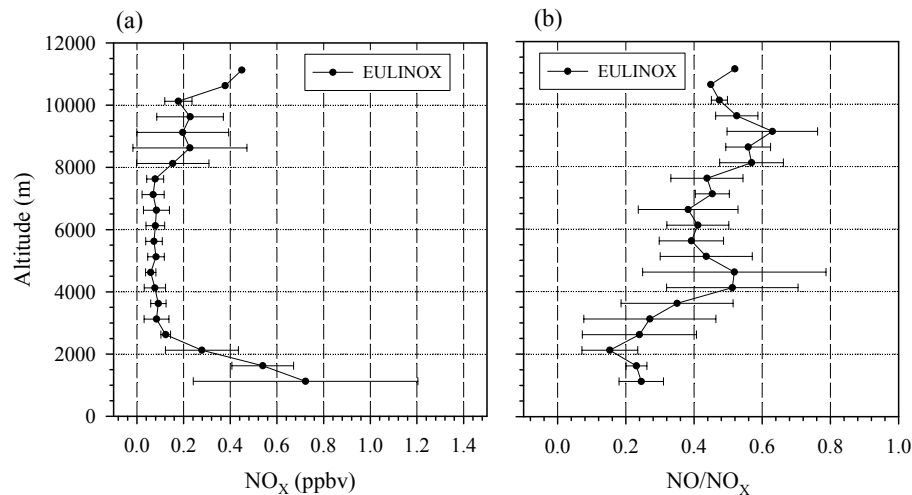 (a)
(b)
12000
10000
8000
6000
4000
2000
0
Altitude (m)
EULINOX
EULINOX
0.0 0.2 0.4 0.6 0.8 1.0 1.2 1.4
0.0 0.2 0.4 0.6 0.8 1.0
NOX (ppbv)
NO/NOX